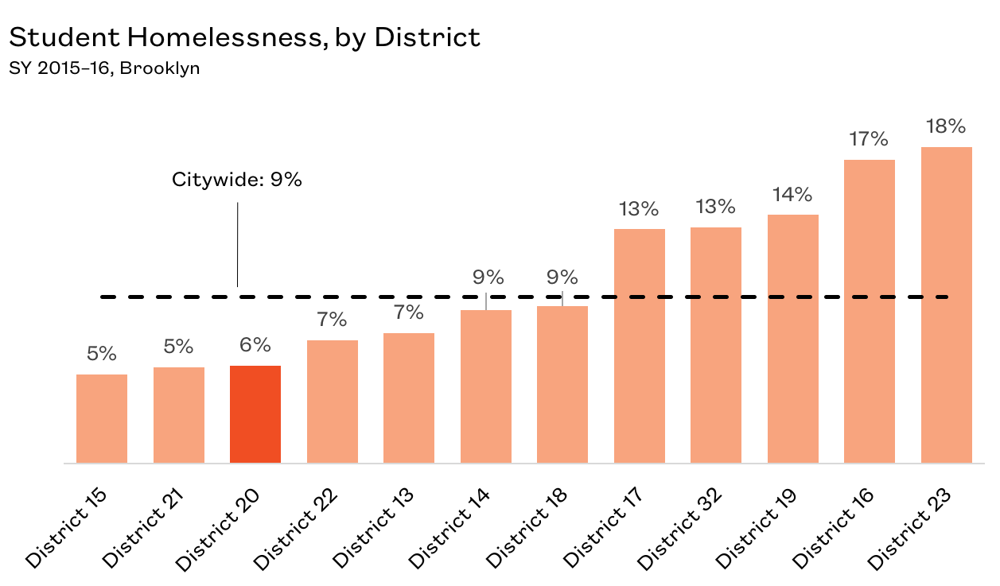 Student Homelessness, by District
SY 2015–16, Brooklyn
Citywide: 9%
5%
5%
6%
7%
7%
9%
9%
13%
13%
14%
17%
18%
District 15
District 21
District 20
District 22
District 13
District 14
District 18
District 17
District 32
District 19
District 16
District 23